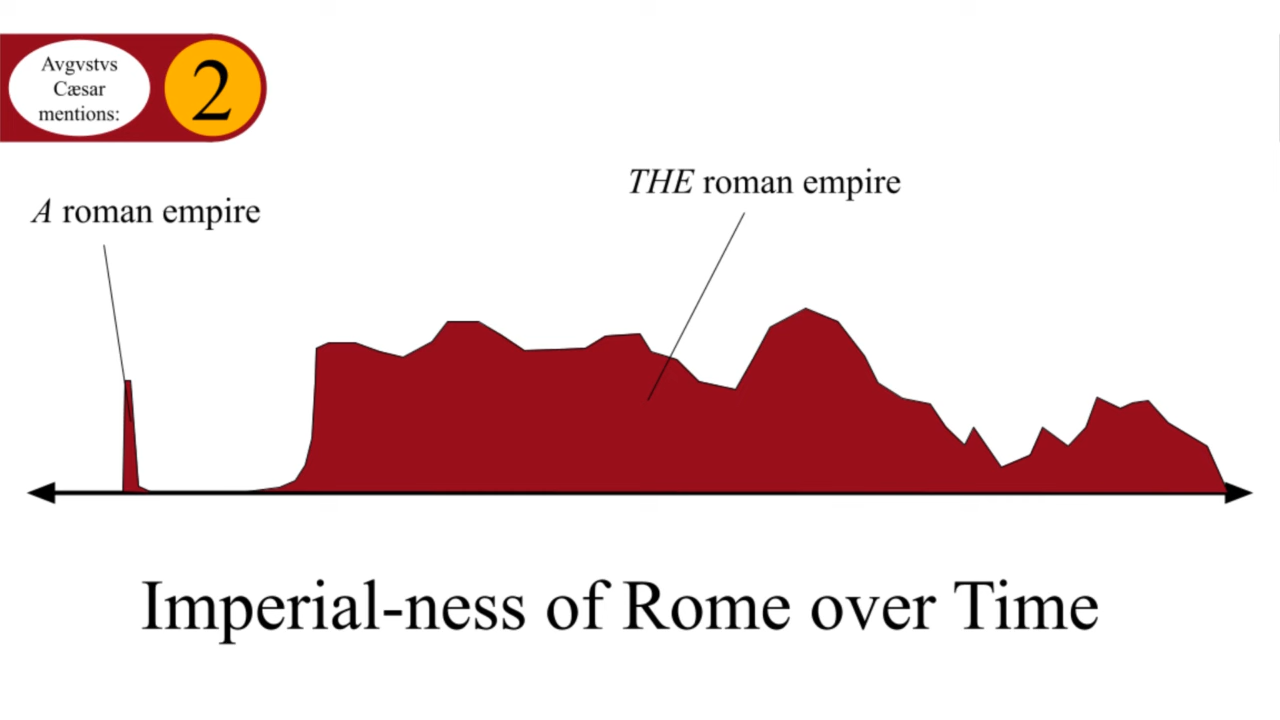 Avgvstvs
Cæsar
mentions:
2
A roman empire
THE roman empire
Imperial-ness of Rome over Time